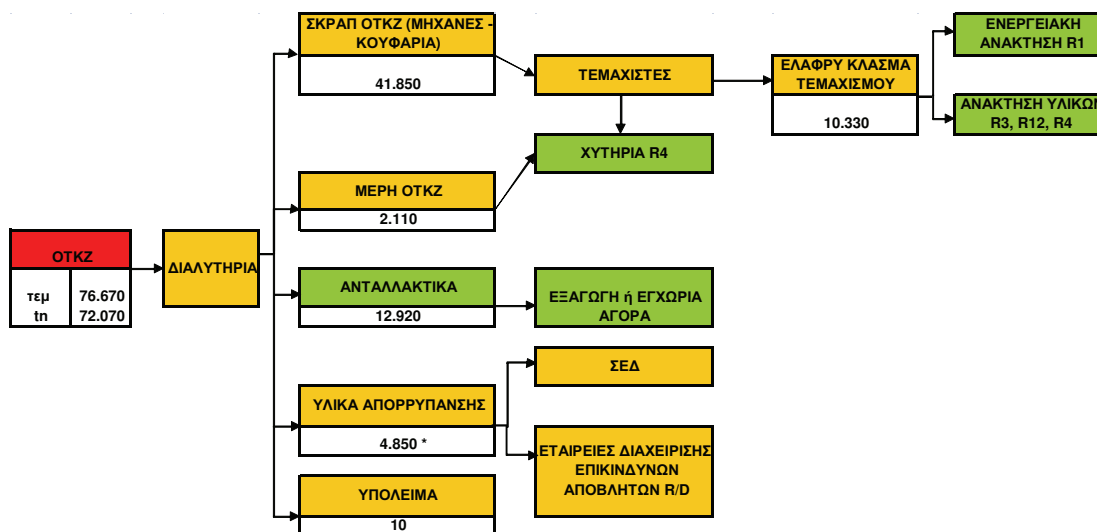 ΣΚΡΑΠ ΟΤΚΖ (ΜΗΧΑΝΕΣ -
ΚΟΥΦΑΡΙΑ)
41.850
ΤΕΜΑΧΙΣΤΕΣ
ΕΛΑΦΡΥ ΚΛΑΣΜΑ
ΤΕΜΑΧΙΣΜΟΥ
10.330
ΕΝΕΡΓΕΙΑΚΗ
ΑΝΑΚΤΗΣΗ R1
ΑΝΑΚΤΗΣΗ ΥΛΙΚΩΝ
R3, R12, R4
ΧΥΤΗΡΙΑ R4
ΜΕΡΗ ΟΤΚΖ
2.110
ΟΤΚΖ
τεμ 76.670
tn 72.070
ΔΙΑΛΥΤΗΡΙΑ
ΑΝΤΑΛΛΑΚΤΙΚΑ
12.920
ΕΞΑΓΩΓΗ ή ΕΓΧΩΡΙΑ
ΑΓΟΡΑ
ΥΛΙΚΑ ΑΠΟΡΡΥΠΑΝΣΗΣ
4.850 *
ΣΕΔ
ΕΤΑΙΡΕΙΕΣ ΔΙΑΧΕΙΡΙΣΗΣ
ΕΠΙΚΙΝΔΥΝΩΝ
ΑΠΟΒΛΗΤΩΝ R/D
ΥΠΟΛΕΙΜΑ
10